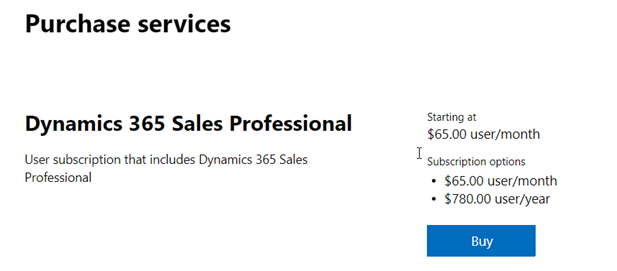 Purchase services
Dynamics 365 Sales Professional
User subscription that includes Dynamics 365 Sales
Professional
Starting at
$65.00 user/month
Subscription options
• $65.00 user/month
• $780.00 user/year
Buy